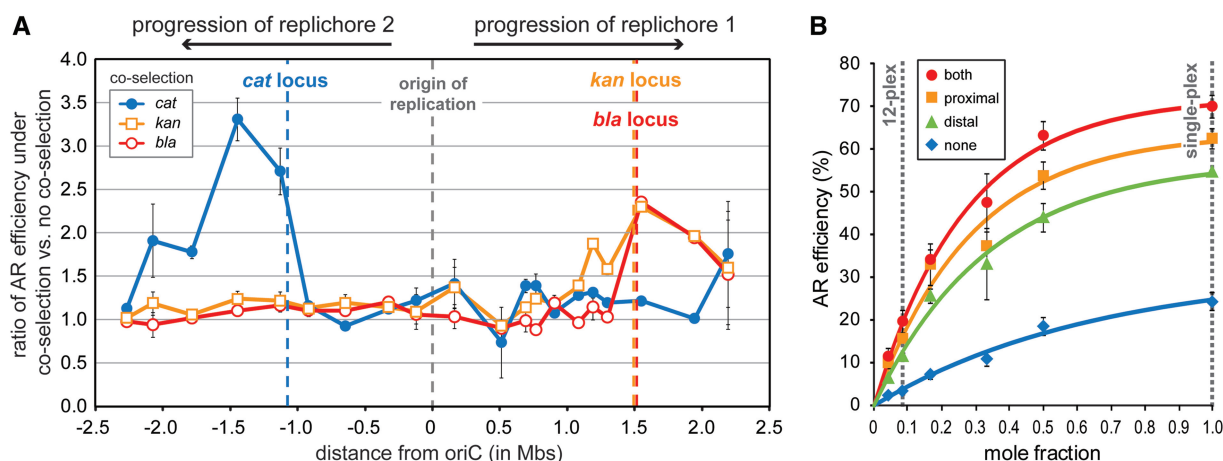 A
progression of replichore 2
progression of replichore 1
ratio of AR efficiency under
co-selection vs. no co-selection
4.0
3.5
3.0
2.5
2.0
1.5
1.0
0.5
0.0
co-selection
cat
kan
bla
cat locus
origin of
replication
kan locus
bla locus
-2.5
-2.0
-1.5
-1.0
-0.5
0.0
0.5
1.0
1.5
2.0
2.5
distance from oriC (in Mbs)
B
AR efficiency (%)
80
70
60
50
40
30
20
10
0
12-plex
both
proximal
distal
none
single-plex
0
0.1
0.2
0.3
0.4
0.5
0.6
0.7
0.8
0.9
1.0
mole fraction